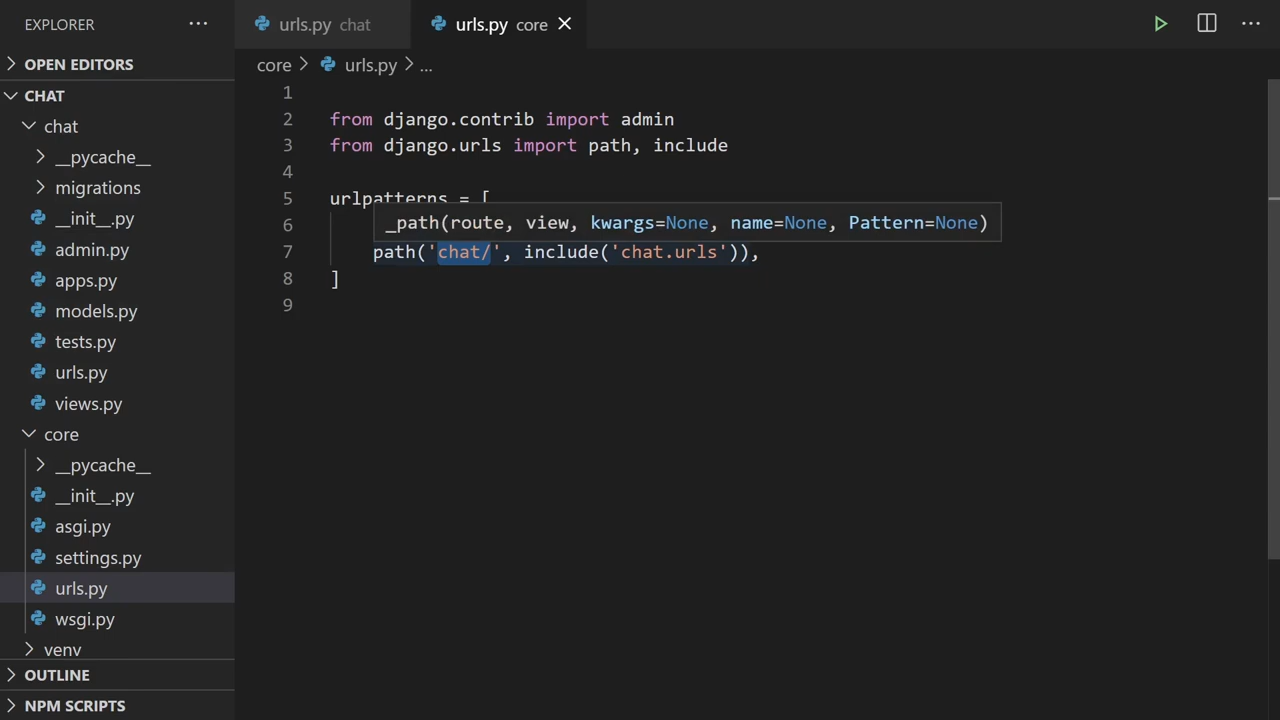 EXPLORER
OPEN EDITORS
CHAT
chat
__pycache__
migrations
__init__.py
admin.py
apps.py
models.py
tests.py
urls.py
views.py
core
__pycache__
__init__.py
asgi.py
settings.py
urls.py
wsgi.py
venv
OUTLINE
NPM SCRIPTS
urls.py chat
urls.py core
core > urls.py > ...
1
2 from django.contrib import admin
3 from django.urls import path, include
4
5 urlpatterns = [
6
_path(route, view, kwargs=None, name=None, Pattern=None)
7 path('chat/', include('chat.urls')),
8 ]
9